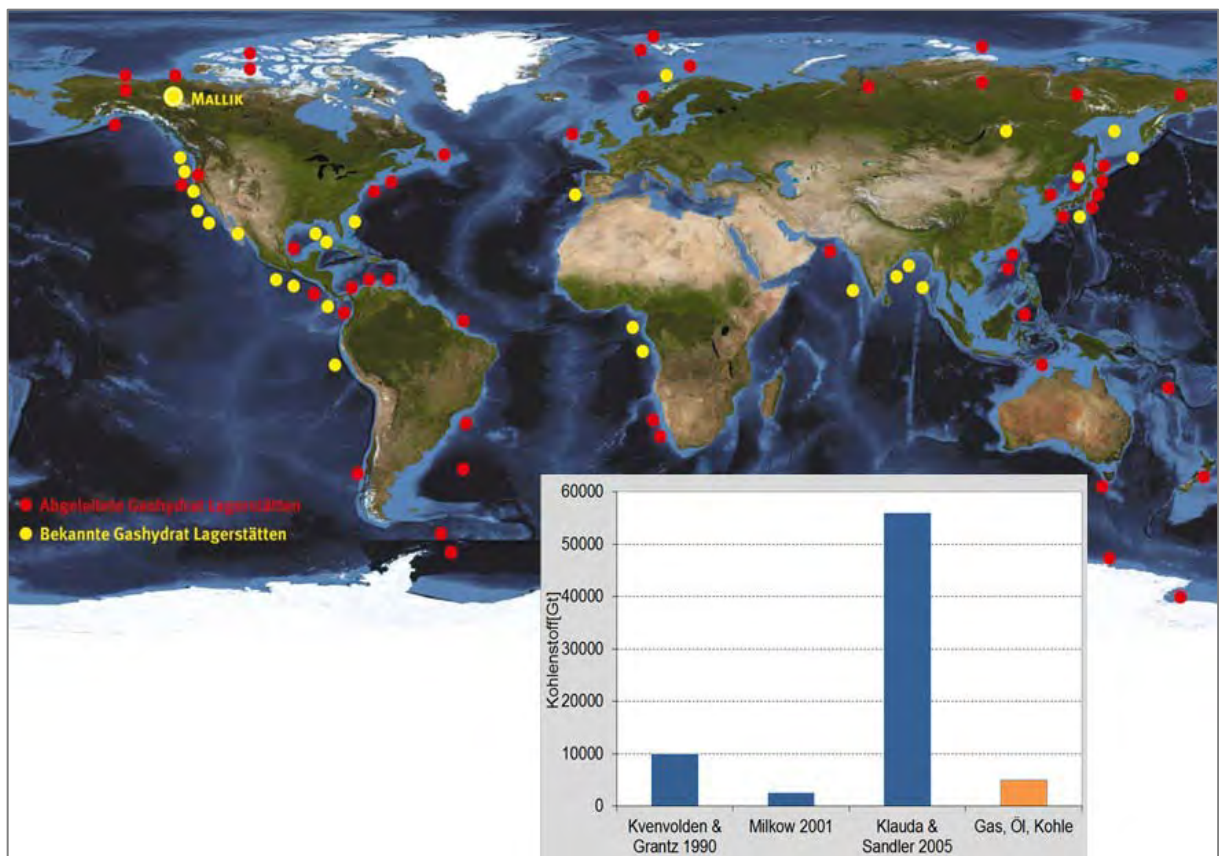 MALLIK
Abgeleitete Gashydrat Lagerstätten
Bekannte Gashydrat Lagerstätten
60000
50000
40000
30000
20000
10000
0
Kohlenstoff[Gt]
Kvenvolden &
Grantz 1990
Milkow 2001
Klauda &
Sandler 2005
Gas, Öl, Kohle